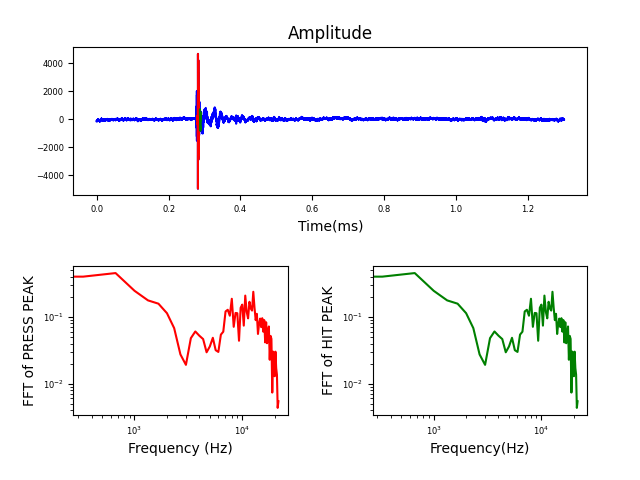 Amplitude
4000
2000
0
−2000
−4000
0.0 0.2 0.4 0.6 0.8 1.0 1.2
Time(ms)
FFT of PRESS PEAK
10⁻¹
10⁻²
10³ 10⁴
Frequency (Hz)
FFT of HIT PEAK
10⁻¹
10⁻²
10³ 10⁴
Frequency(Hz)